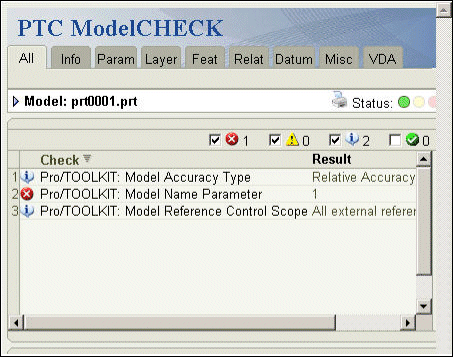 PTC ModelCHECK
All Info Param Layer Feat Relat Datum Misc VDA
Model: prt0001.prt Status:
1 0 2 0
Check Result
1 Pro/TOOLKIT: Model Accuracy Type Relative Accuracy
2 Pro/TOOLKIT: Model Name Parameter 1
3 Pro/TOOLKIT: Model Reference Control Scope All external referen